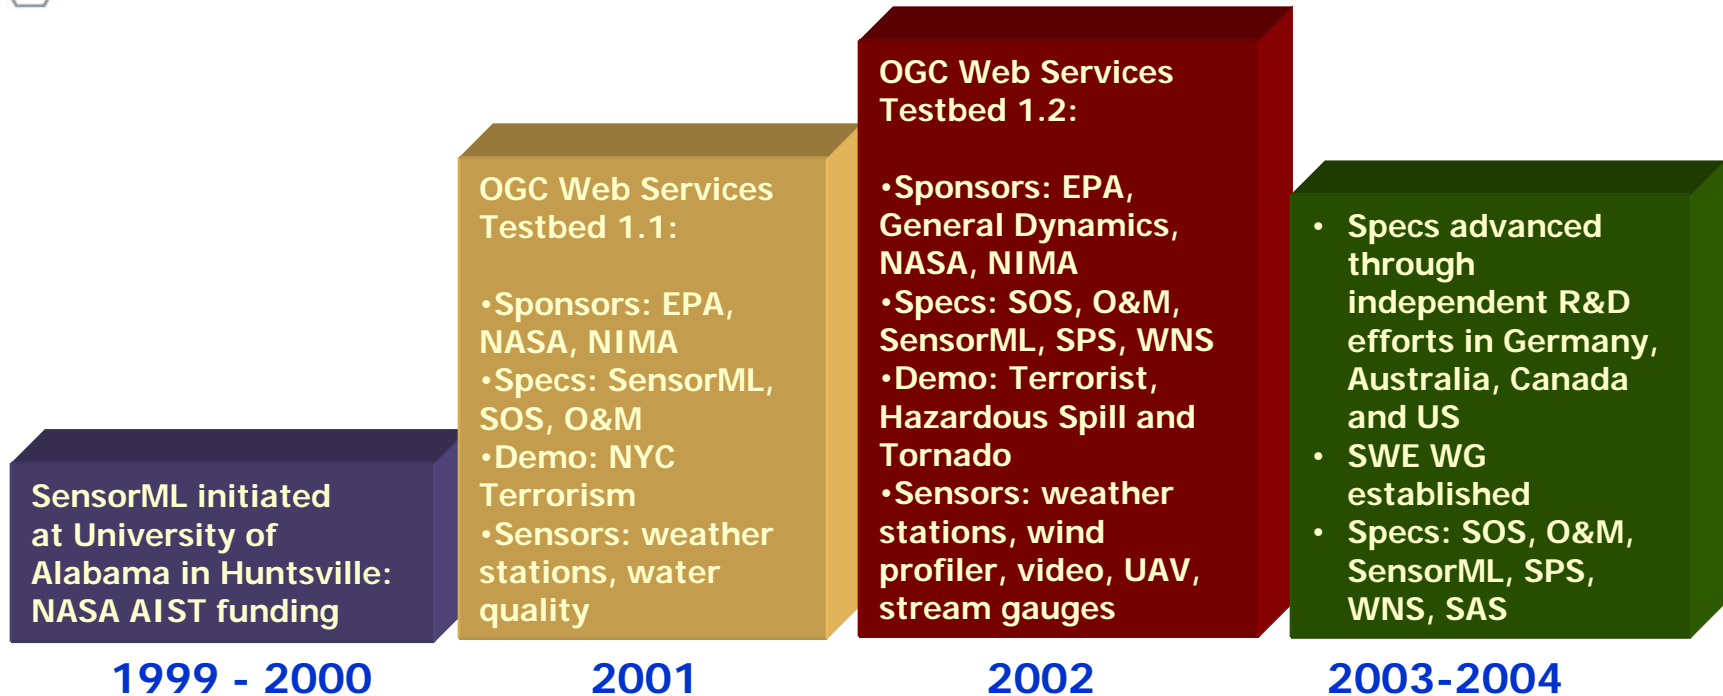 SensorML initiated
at University of
Alabama in Huntsville:
NASA AIST funding
1999 - 2000
OGC Web Services
Testbed 1.1:
•Sponsors: EPA,
NASA, NIMA
•Specs: SensorML,
SOS, O&M
•Demo: NYC
Terrorism
•Sensors: weather
stations, water
quality
2001
OGC Web Services
Testbed 1.2:
•Sponsors: EPA,
General Dynamics,
NASA, NIMA
•Specs: SOS, O&M,
SensorML, SPS, WNS
•Demo: Terrorist,
Hazardous Spill and
Tornado
•Sensors: weather
stations, wind
profiler, video, UAV,
stream gauges
2002
• Specs advanced
through
independent R&D
efforts in Germany,
Australia, Canada
and US
• SWE WG
established
• Specs: SOS, O&M,
SensorML, SPS,
WNS, SAS
2003-2004